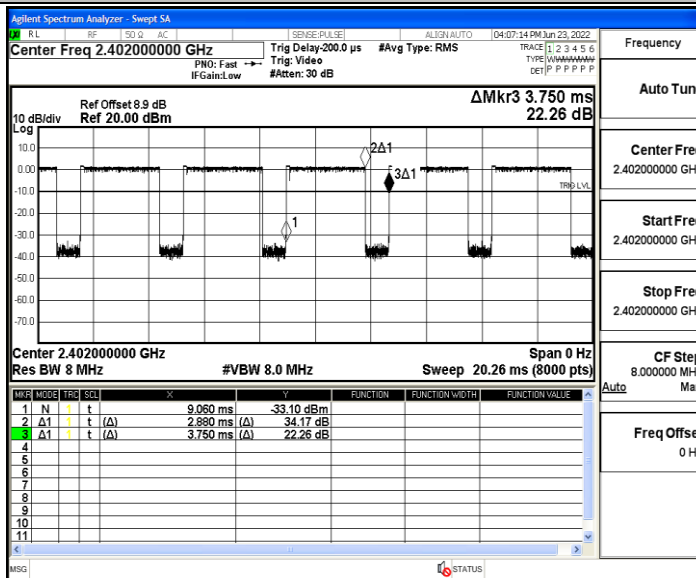 Agilent Spectrum Analyzer - Swept SA
LXI RL RF 50 Ω AC SENSE:PULSE ALIGN AUTO 04:07:14 PM Jun 23, 2022
Center Freq 2.402000000 GHz
PNO: Fast
IFGain:Low
Trig Delay-200.0 µs
Trig: Video
#Atten: 30 dB
#Avg Type: RMS
TRACE 1 2 3 4 5 6
TYPE
DET P P P P P P
Frequency
Auto Tun
Center Fre
2.402000000 GH
Start Fre
2.402000000 GH
Stop Fre
2.402000000 GH
CF Step
8.000000 MH
Auto Ma
Freq Offse
0 H
ΔMkr3 3.750 ms
22.26 dB
Ref Offset 8.9 dB
10 dB/div Ref 20.00 dBm
Log
10.0
0.00
-10.0
-20.0
-30.0
-40.0
-50.0
-60.0
-70.0
2Δ1
3Δ1
1
TRIG LVL
Center 2.402000000 GHz Span 0 Hz
Res BW 8 MHz #VBW 8.0 MHz Sweep 20.26 ms (8000 pts)
MKR MODE TRC SCL X Y FUNCTION FUNCTION WIDTH FUNCTION VALUE
1 N 1 t 9.060 ms -33.10 dBm
2 Δ1 1 t (Δ) 2.880 ms (Δ) 34.17 dB
3 Δ1 1 t (Δ) 3.750 ms (Δ) 22.26 dB
4
5
6
7
8
9
10
11
MSG STATUS